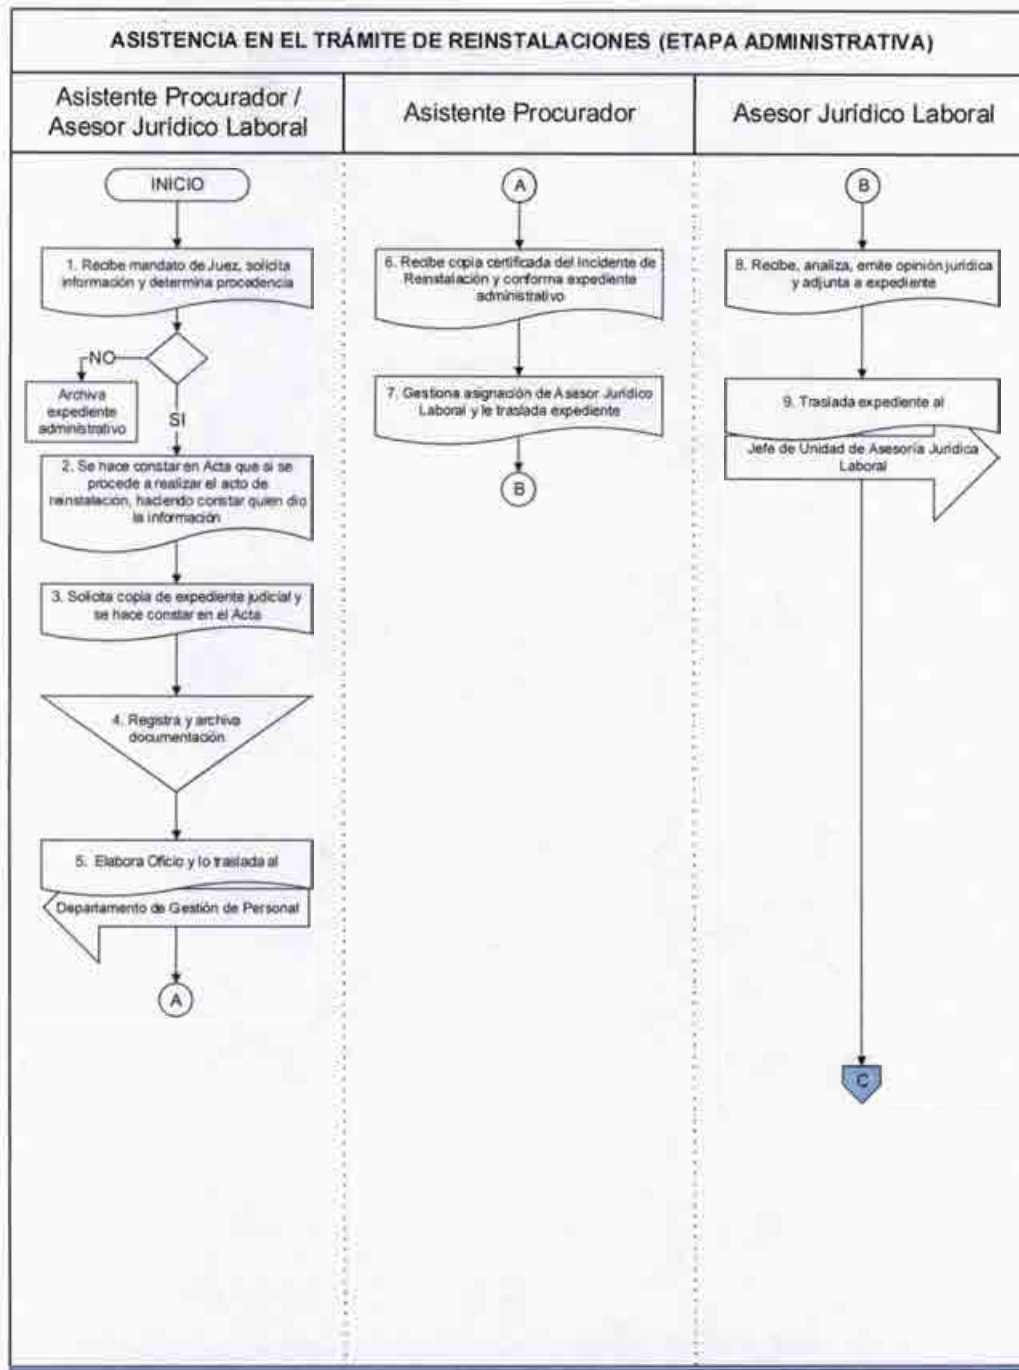 ASISTENCIA EN EL TRÁMITE DE REINSTALACIONES (ETAPA ADMINISTRATIVA)
Asistente Procurador /
Asesor Jurídico Laboral
INICIO
1. Recibe mandato de Juez, solicita
información y determina procedencia
NO
Archiva
expediente
administrativo
SI
2. Se hace constar en Acta que si se
procede a realizar el acto de
reinstalación, haciendo constar quien dio
la información
3. Solicita copia de expediente judicial y
se hace constar en el Acta
4. Registra y archiva
documentación
5. Elabora Oficio y lo traslada al
Departamento de Gestión de Personal
A
Asistente Procurador
A
6. Recibe copia certificada del Incidente de
Reinstalación y conforma expediente
administrativo
7. Gestiona asignación de Asesor Jurídico
Laboral y le traslada expediente
B
Asesor Jurídico Laboral
B
8. Recibe, analiza, emite opinión jurídica
y adjunta a expediente
9. Traslada expediente al
Jefe de Unidad de Asesoría Jurídica
Laboral
C